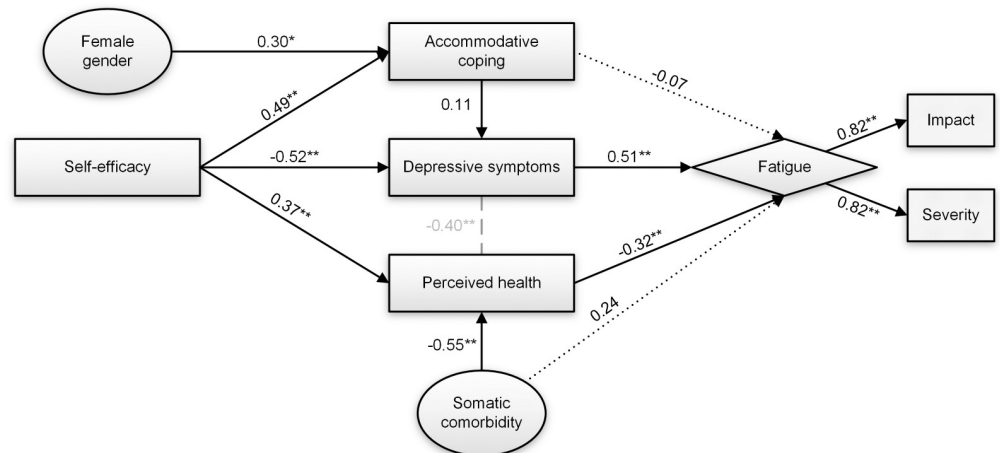 Female
gender
0.30*
Accommodative
coping
-0.07
0.49**
0.11
0.82**
Impact
Self-efficacy
-0.52**
Depressive symptoms
0.51**
Fatigue
0.82**
Severity
0.37**
-0.40**
-0.32**
Perceived health
0.24
-0.55**
Somatic
comorbidity